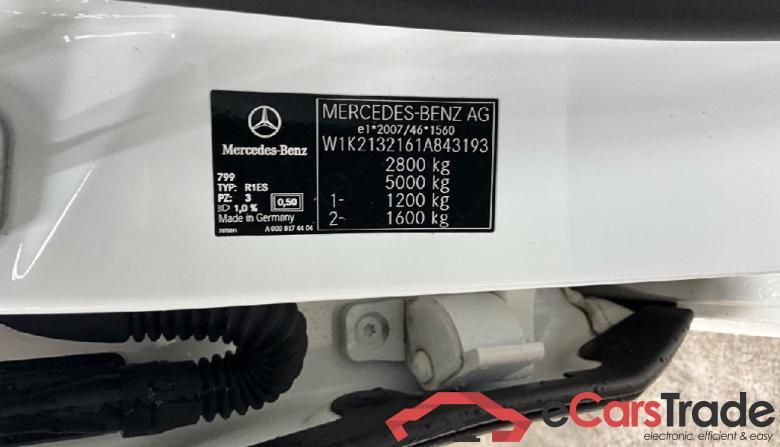 Mercedes-Benz
799
TYP: R1ES
PZ: 3
1,0 % 0,50
Made in Germany
A 000 817 44 04
MERCEDES-BENZ AG
e1*2007/46*1560
W1K2132161A843193
2800 kg
5000 kg
1- 1200 kg
2- 1600 kg
eCarsTrade
electronic, efficient & easy